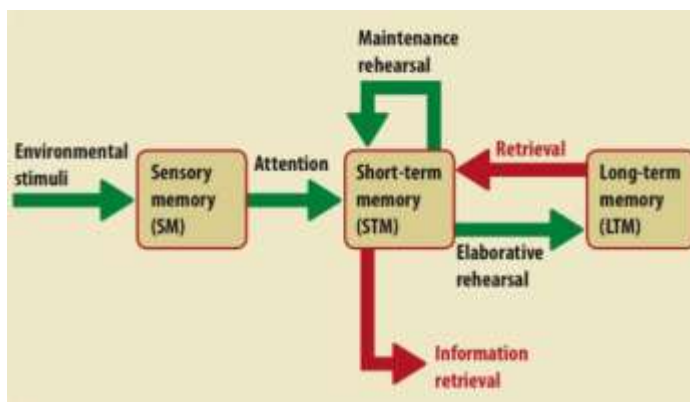 Maintenance
rehearsal
Environmental
stimuli
Sensory
memory
(SM)
Attention
Short-term
memory
(STM)
Retrieval
Long-term
memory
(LTM)
Elaborative
rehearsal
Information
retrieval